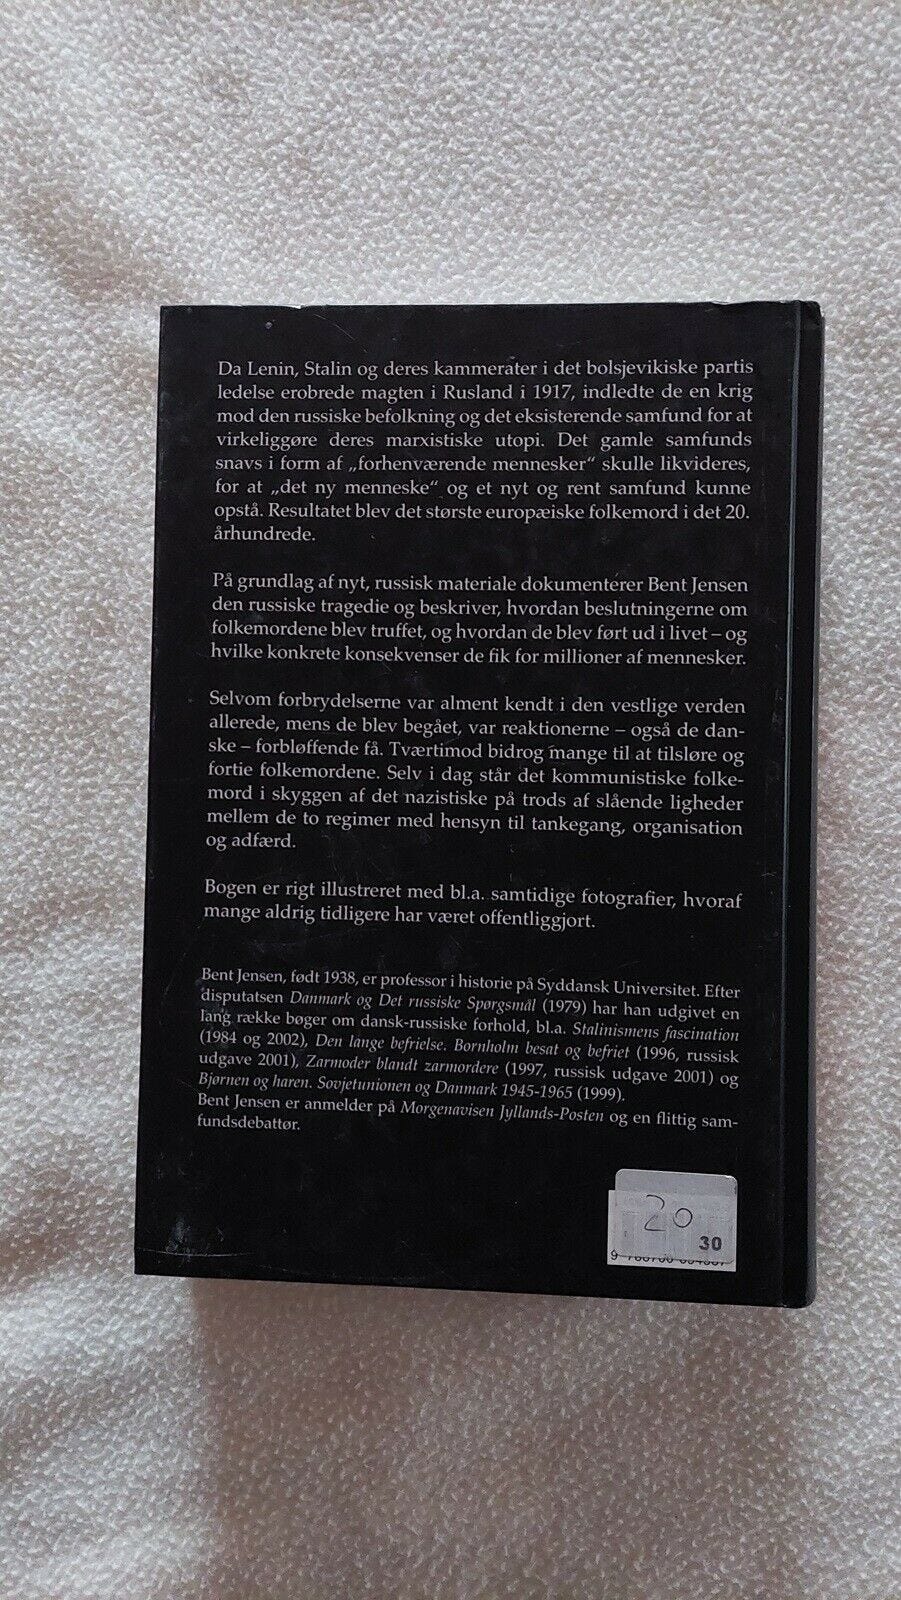 Da Lenin, Stalin og deres kammerater i det bolsjevikiske partis
ledelse erobrede magten i Rusland i 1917, indledte de en krig
mod den russiske befolkning og det eksisterende samfund for at
virkeliggøre deres marxistiske utopi. Det gamle samfunds
snavs i form af „forhenværende mennesker“ skulle likvideres,
for at „det ny menneske“ og et nyt og rent samfund kunne
opstå. Resultatet blev det største europæiske folkemord i det 20.
århundrede.
På grundlag af nyt, russisk materiale dokumenterer Bent Jensen
den russiske tragedie og beskriver, hvordan beslutningerne om
folkemordene blev truffet, og hvordan de blev ført ud i livet – og
hvilke konkrete konsekvenser de fik for millioner af mennesker.
Selvom forbrydelserne var alment kendt i den vestlige verden
allerede, mens de blev begået, var reaktionerne – også de dan-
ske – forbløffende få. Tværtimod bidrog mange til at tilsløre og
fortie folkemordene. Selv i dag står det kommunistiske folke-
mord i skyggen af det nazistiske på trods af slående ligheder
mellem de to regimer med hensyn til tankegang, organisation
og adfærd.
Bogen er rigt illustreret med bl.a. samtidige fotografier, hvoraf
mange aldrig tidligere har været offentliggjort.
Bent Jensen, født 1938, er professor i historie på Syddansk Universitet. Efter
disputatsen Danmark og Det russiske Spørgsmål (1979) har han udgivet en
lang række bøger om dansk-russiske forhold, bl.a. Stalinismens fascination
(1984 og 2002), Den lange befrielse. Bornholm besat og befriet (1996, russisk
udgave 2001), Zarmoder blandt zarmordere (1997, russisk udgave 2001) og
Bjørnen og haren. Sovjetunionen og Danmark 1945-1965 (1999).
Bent Jensen er anmelder på Morgenavisen Jyllands-Posten og en flittig sam-
fundsdebattør.
20
30